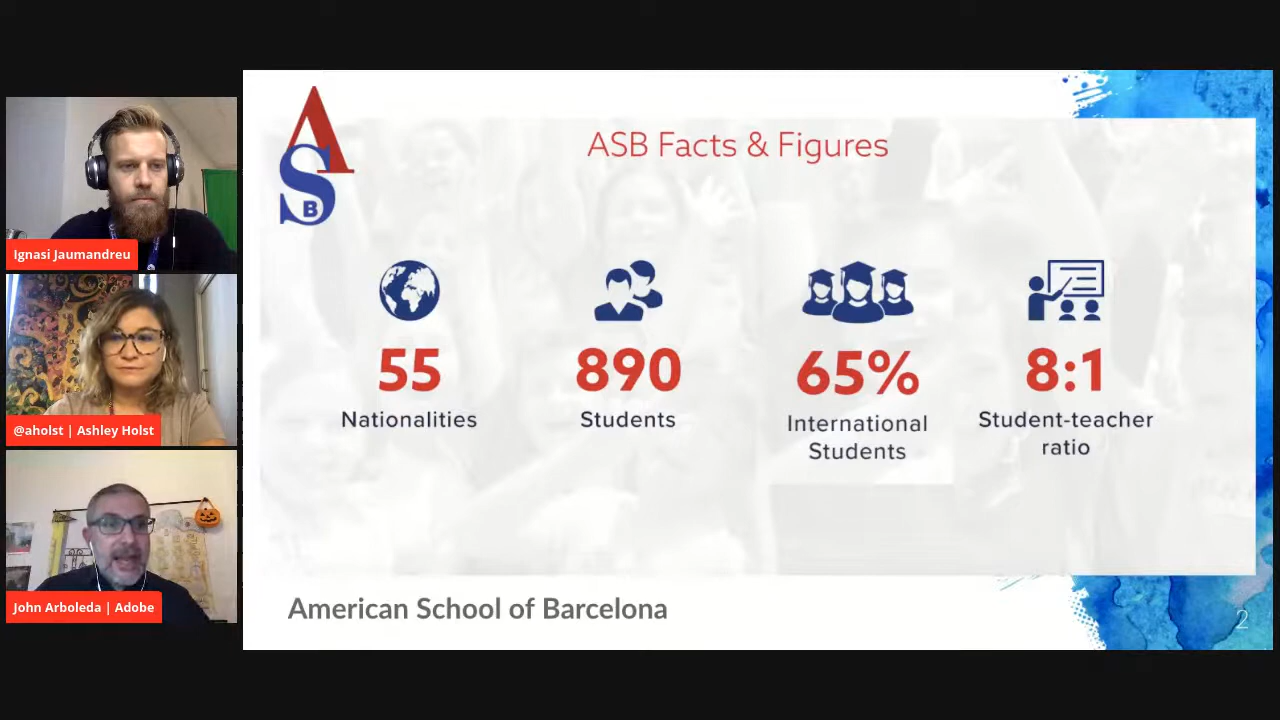 Ignasi Jaumandreu
@aholst | Ashley Holst
John Arboleda | Adobe
A
S
B
ASB Facts & Figures
55
Nationalities
890
Students
65%
International
Students
8:1
Student-teacher
ratio
American School of Barcelona
2